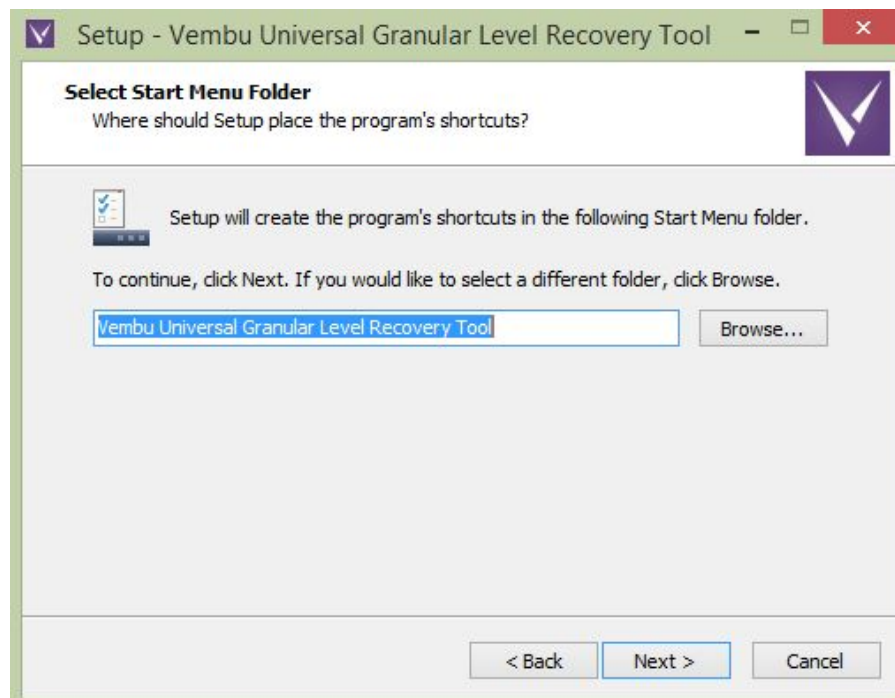 Setup - Vembu Universal Granular Level Recovery Tool
Select Start Menu Folder
Where should Setup place the program's shortcuts?
Setup will create the program's shortcuts in the following Start Menu folder.
To continue, click Next. If you would like to select a different folder, click Browse.
Vembu Universal Granular Level Recovery Tool
Browse...
< Back
Next >
Cancel